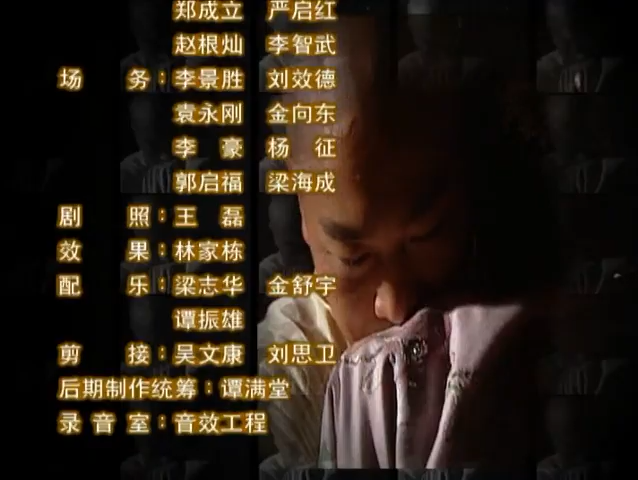 郑成立 严启红
赵根灿 李智武
场 务：李景胜 刘效德
袁永刚 金向东
李 豪 杨 征
郭启福 梁海成
剧 照：王 磊
效 果：林家栋
配 乐：梁志华 金舒宇
谭振雄
剪 接：吴文康 刘思卫
后期制作统筹：谭满堂
录 音 室：音效工程